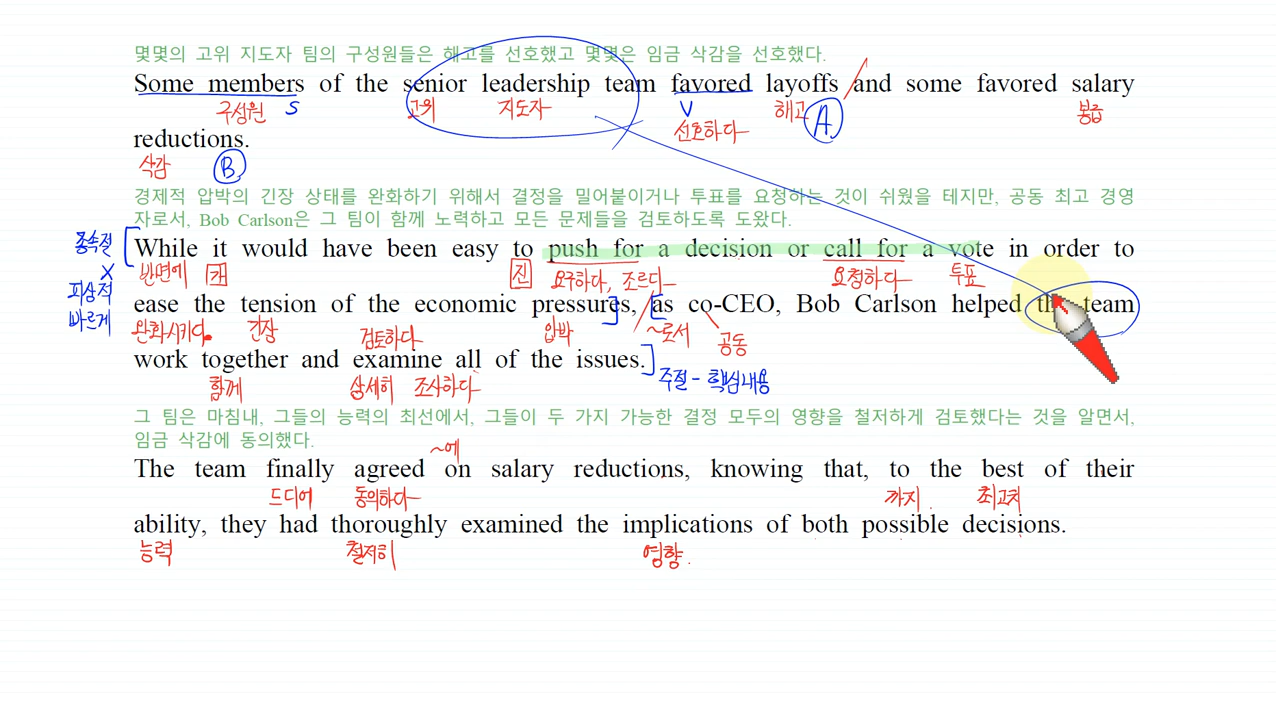 몇몇의 고위 지도자 팀의 구성원들은 해고를 선호했고 몇몇은 임금 삭감을 선호했다.
Some members of the senior leadership team favored layoffs and some favored salary
구성원 S 고위 지도자 V 선호하다 해고 A 봉급
reductions.
삭감 B
경제적 압박의 긴장 상태를 완화하기 위해서 결정을 밀어붙이거나 투표를 요청하는 것이 쉬웠을 테지만, 공동 최고 경영
자로서, Bob Carlson은 그 팀이 함께 노력하고 모든 문제들을 검토하도록 도왔다.
종속절 While it would have been easy to push for a decision or call for a vote in order to
X 반면에 가 진 요구하다, 조르다 요청하다 투표
피상적
ease the tension of the economic pressures, as co-CEO, Bob Carlson helped the team
빠르게 완화시키다 긴장 검토하다 압박 ~로서 공동
work together and examine all of the issues.
함께 상세히 조사하다 주절 - 핵심내용
그 팀은 마침내, 그들의 능력의 최선에서, 그들이 두 가지 가능한 결정 모두의 영향을 철저하게 검토했다는 것을 알면서,
임금 삭감에 동의했다.
~에
The team finally agreed on salary reductions, knowing that, to the best of their
드디어 동의하다 까지 최고치
ability, they had thoroughly examined the implications of both possible decisions.
능력 철저히 영향